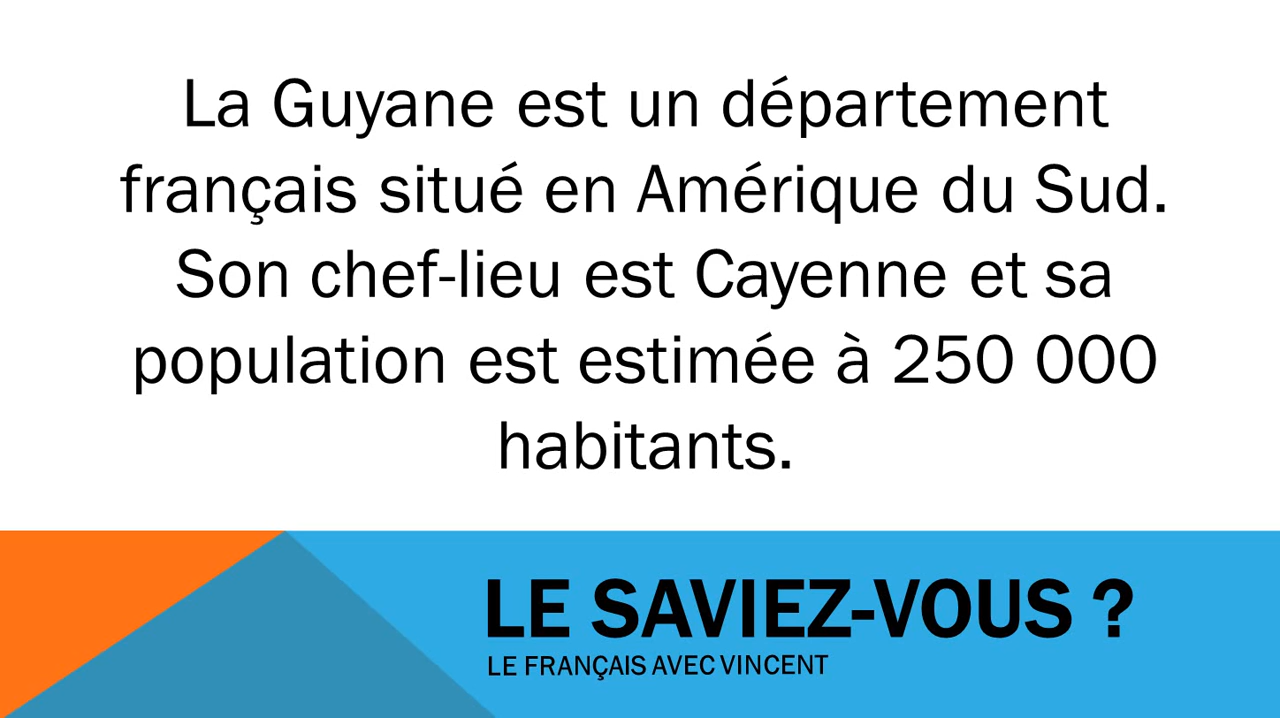 La Guyane est un département
français situé en Amérique du Sud.
Son chef-lieu est Cayenne et sa
population est estimée à 250 000
habitants.
LE SAVIEZ-VOUS ?
LE FRANÇAIS AVEC VINCENT